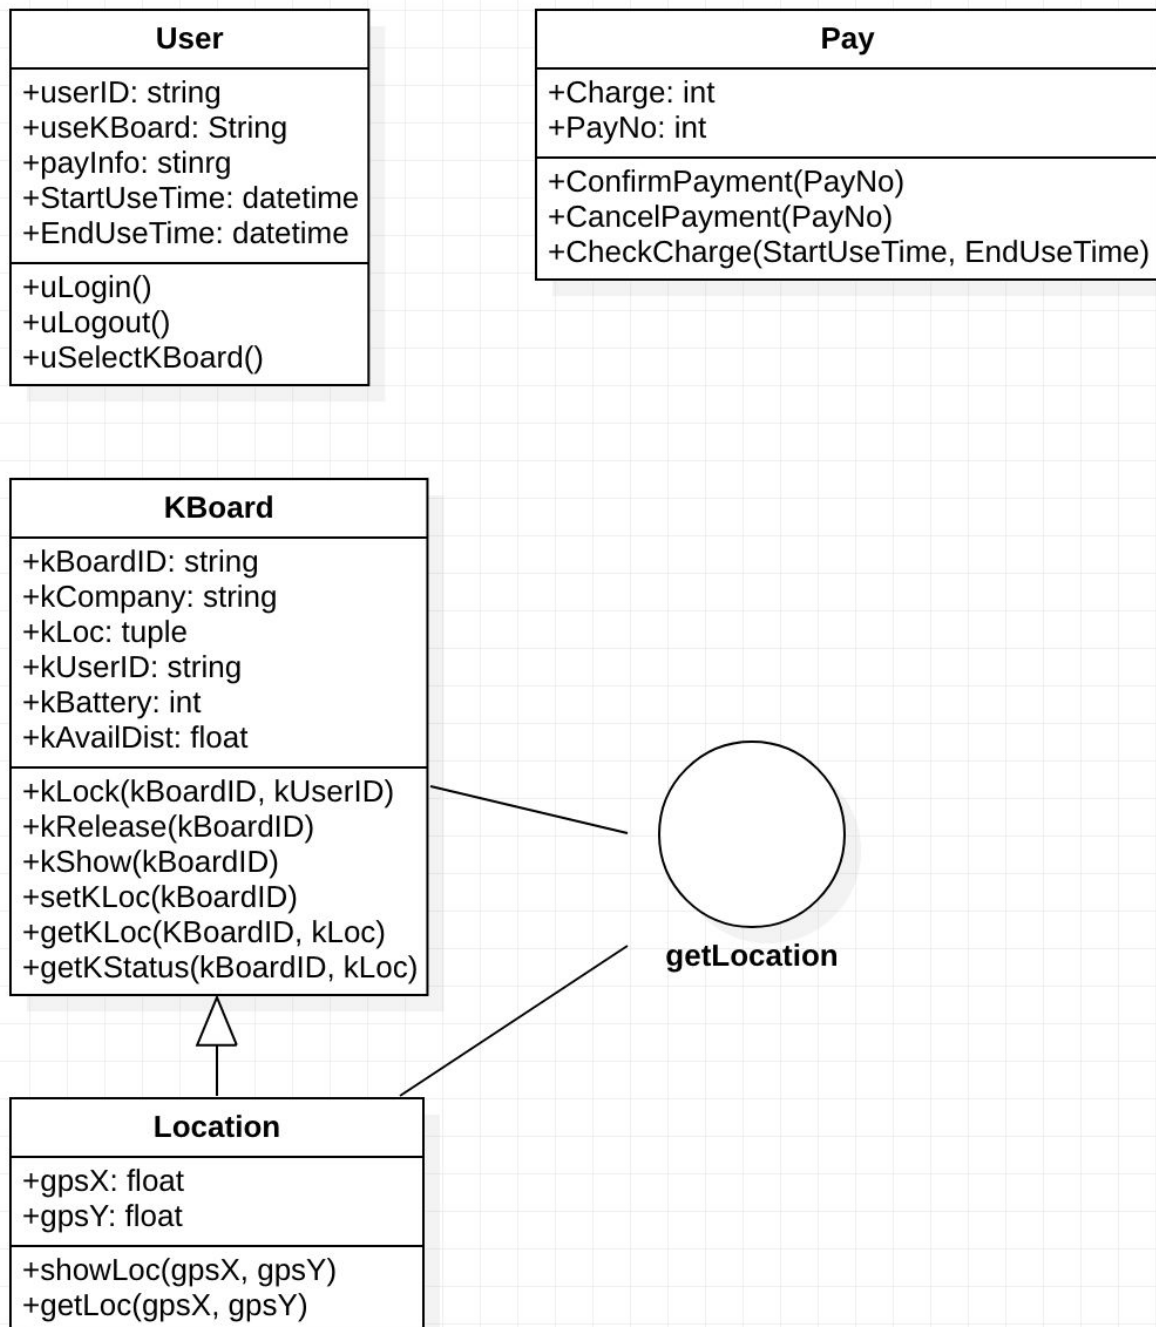 User
+userID: string
+useKBoard: String
+payInfo: stinrg
+StartUseTime: datetime
+EndUseTime: datetime
+uLogin()
+uLogout()
+uSelectKBoard()
Pay
+Charge: int
+PayNo: int
+ConfirmPayment(PayNo)
+CancelPayment(PayNo)
+CheckCharge(StartUseTime, EndUseTime)
KBoard
+kBoardID: string
+kCompany: string
+kLoc: tuple
+kUserID: string
+kBattery: int
+kAvailDist: float
+kLock(kBoardID, kUserID)
+kRelease(kBoardID)
+kShow(kBoardID)
+setKLoc(kBoardID)
+getKLoc(KBoardID, kLoc)
+getKStatus(kBoardID, kLoc)
getLocation
Location
+gpsX: float
+gpsY: float
+showLoc(gpsX, gpsY)
+getLoc(gpsX, gpsY)